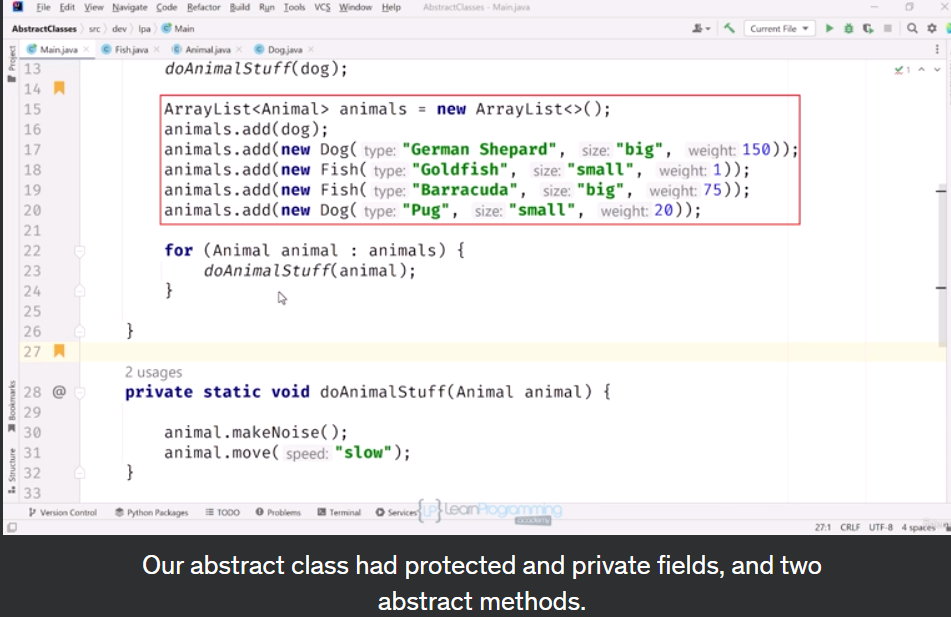 File Edit View Navigate Code Refactor Build Run Tools VCS Window Help AbstractClasses - Main.java
AbstractClasses src dev lpa Main Current File
Project Main.java Fish.java Animal.java Dog.java
13 doAnimalStuff(dog);
14
15 ArrayList<Animal> animals = new ArrayList<>();
16 animals.add(dog);
17 animals.add(new Dog( type: "German Shepard", size: "big", weight: 150));
18 animals.add(new Fish( type: "Goldfish", size: "small", weight: 1));
19 animals.add(new Fish( type: "Barracuda", size: "big", weight: 75));
20 animals.add(new Dog( type: "Pug", size: "small", weight: 20));
21
22 for (Animal animal : animals) {
23 doAnimalStuff(animal);
24 }
25
26 }
27
2 usages
28 @ private static void doAnimalStuff(Animal animal) {
29
30 animal.makeNoise();
31 animal.move( speed: "slow");
32 }
33
1
Bookmarks
Structure
Version Control Python Packages TODO Problems Terminal Services
{LP} LearnProgramming
academy
27:1 CRLF UTF-8 4 spaces
Our abstract class had protected and private fields, and two
abstract methods.